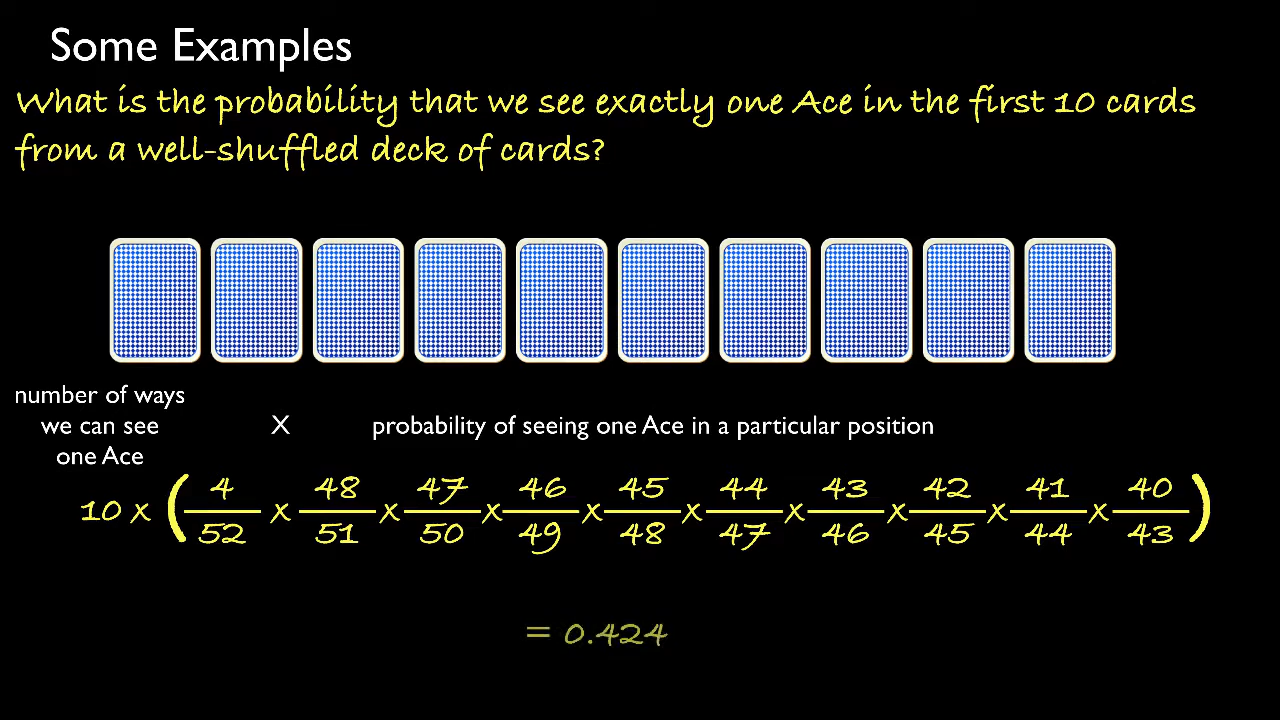 Some Examples
What is the probability that we see exactly one Ace in the first 10 cards
from a well-shuffled deck of cards?
number of ways
we can see
one Ace
X
probability of seeing one Ace in a particular position
10 x ( 4/52 x 48/51 x 47/50 x 46/49 x 45/48 x 44/47 x 43/46 x 42/45 x 41/44 x 40/43 )
= 0.424